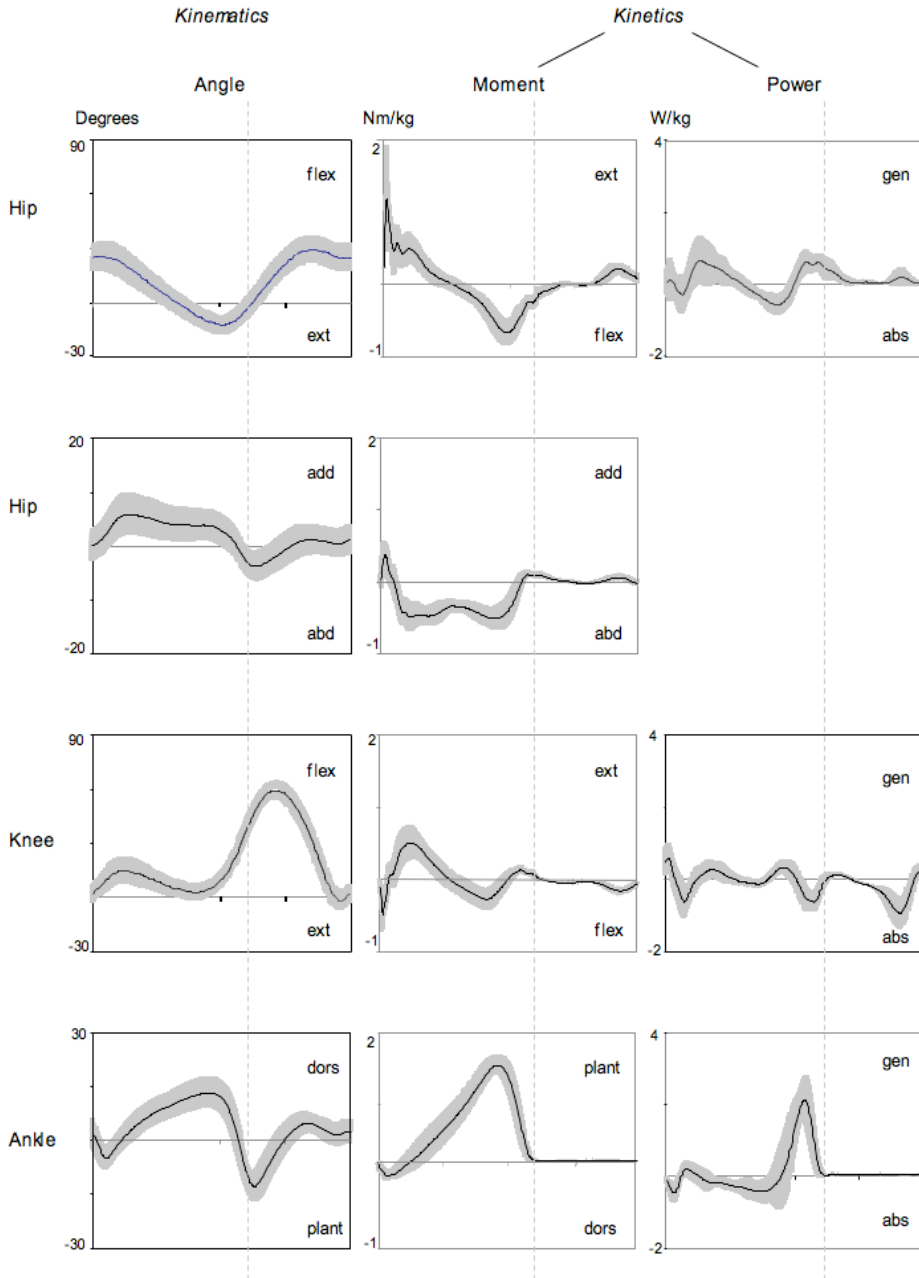 Kinematics Kinetics
Angle Moment Power
Degrees Nm/kg W/kg
90 2 4
flex ext gen
Hip
ext flex abs
-30 -1 -2
20 2
add add
Hip
abd abd
-20 -1
90 2 4
flex ext gen
Knee
ext flex abs
-30 -1 -2
30 2 4
dors plant gen
Ankle
plant dors abs
-30 -1 -2